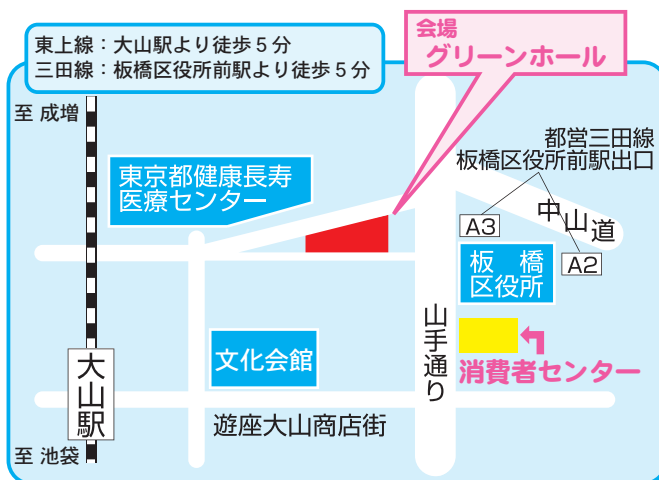 東上線：大山駅より徒歩５分
三田線：板橋区役所前駅より徒歩５分
会場
グリーンホール
至 成増
都営三田線
板橋区役所前駅出口
東京都健康長寿
医療センター
中山道
A3
A2
板橋
区役所
山手通り
文化会館
消費者センター
大山駅
遊座大山商店街
至 池袋